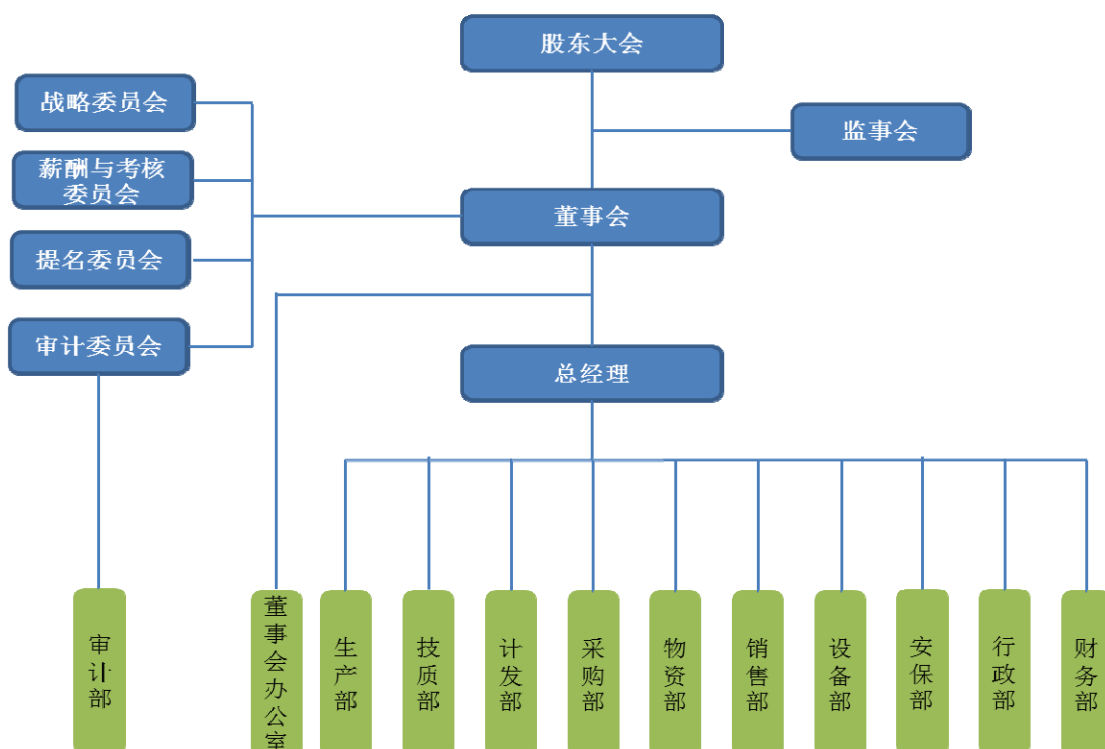 股东大会
战略委员会
监事会
薪酬与考核
委员会
董事会
提名委员会
审计委员会
总经理
审计部
董事会办公室
生产部
技质部
计发部
采购部
物资部
销售部
设备部
安保部
行政部
财务部